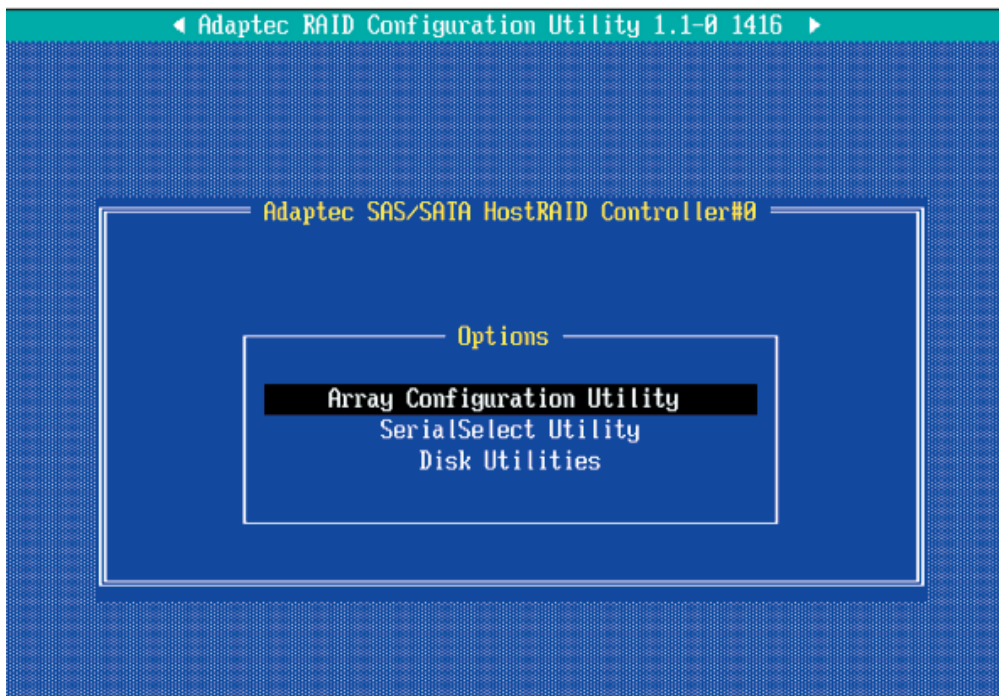 ◄ Adaptec RAID Configuration Utility 1.1-0 1416 ►
Adaptec SAS/SATA HostRAID Controller#0
Options
Array Configuration Utility
SerialSelect Utility
Disk Utilities